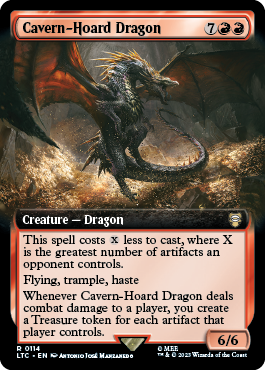 Cavern-Hoard Dragon 7
Creature — Dragon
This spell costs X less to cast, where X
is the greatest number of artifacts an
opponent controls.
Flying, trample, haste
Whenever Cavern-Hoard Dragon deals
combat damage to a player, you create
a Treasure token for each artifact that
player controls.
6/6
R 0114
LTC • EN Antonio José Manzanedo
© MEE
™ & © 2023 Wizards of the Coast